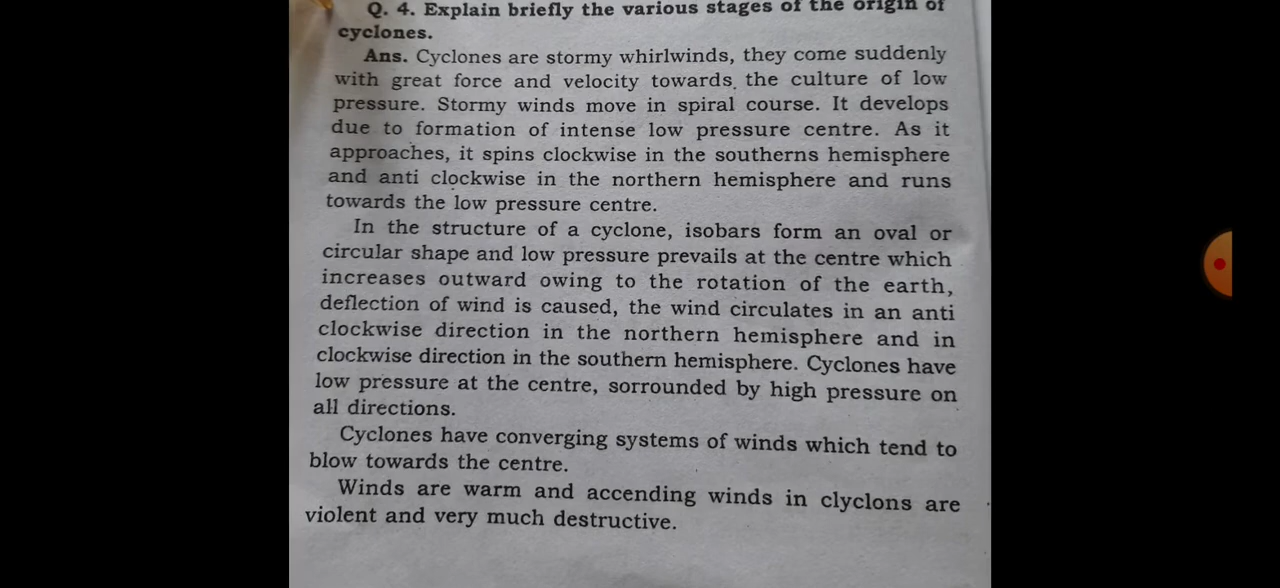 Q. 4. Explain briefly the various stages of the origin of
cyclones.
Ans. Cyclones are stormy whirlwinds, they come suddenly
with great force and velocity towards the culture of low
pressure. Stormy winds move in spiral course. It develops
due to formation of intense low pressure centre. As it
approaches, it spins clockwise in the southerns hemisphere
and anti clockwise in the northern hemisphere and runs
towards the low pressure centre.
In the structure of a cyclone, isobars form an oval or
circular shape and low pressure prevails at the centre which
increases outward owing to the rotation of the earth,
deflection of wind is caused, the wind circulates in an anti
clockwise direction in the northern hemisphere and in
clockwise direction in the southern hemisphere. Cyclones have
low pressure at the centre, sorrounded by high pressure on
all directions.
Cyclones have converging systems of winds which tend to
blow towards the centre.
Winds are warm and accending winds in clyclons are
violent and very much destructive.